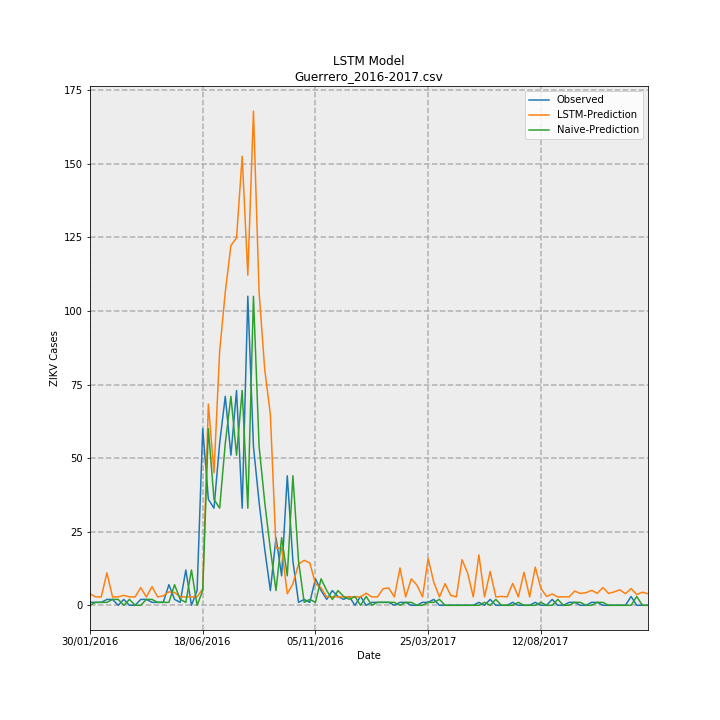 LSTM Model
Guerrero_2016-2017.csv
Observed
LSTM-Prediction
Naive-Prediction
175
150
125
100
75
50
25
0
ZIKV Cases
30/01/2016
18/06/2016
05/11/2016
25/03/2017
12/08/2017
Date